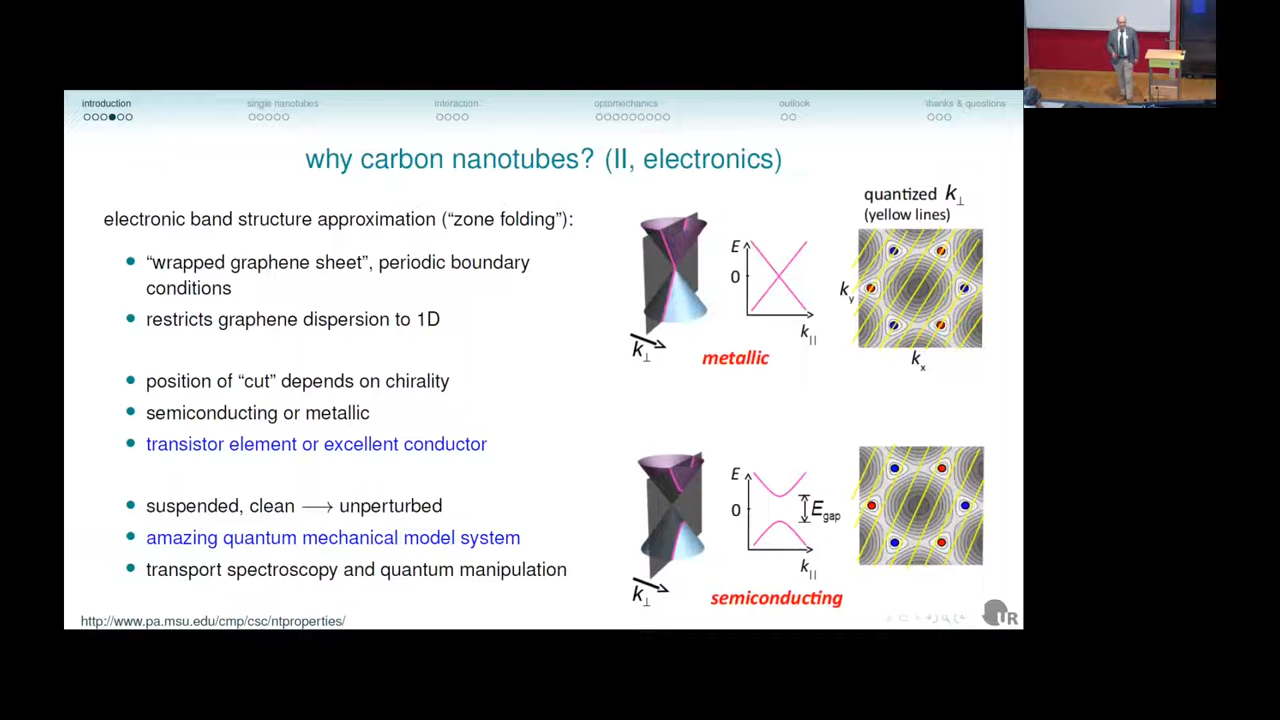 introduction
single nanotubes
interaction
optomechanics
outlook
thanks & questions
why carbon nanotubes? (II, electronics)
electronic band structure approximation (“zone folding”):
“wrapped graphene sheet”, periodic boundary
conditions
restricts graphene dispersion to 1D
position of “cut” depends on chirality
semiconducting or metallic
transistor element or excellent conductor
suspended, clean ⟶ unperturbed
amazing quantum mechanical model system
transport spectroscopy and quantum manipulation
http://www.pa.msu.edu/cmp/csc/ntproperties/
k⊥
E
0
k||
metallic
quantized k⊥
(yellow lines)
ky
kx
k⊥
E
0
Egap
k||
semiconducting
UR